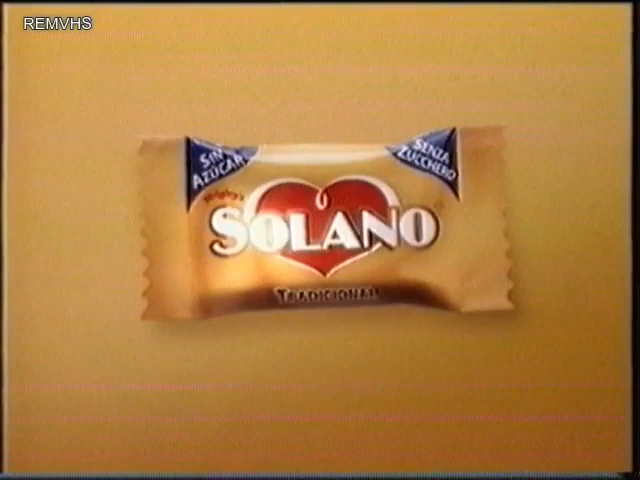 REMVHS
SIN
AZÚCAR
SENZA
ZUCCHERO
SOLANO
TRADICIONAL